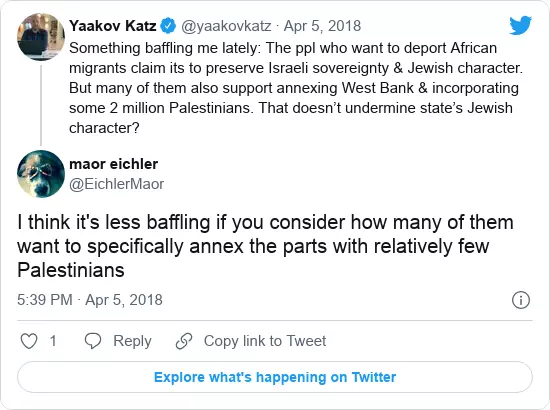 Yaakov Katz @yaakovkatz · Apr 5, 2018
Something baffling me lately: The ppl who want to deport African
migrants claim its to preserve Israeli sovereignty & Jewish character.
But many of them also support annexing West Bank & incorporating
some 2 million Palestinians. That doesn’t undermine state’s Jewish
character?
maor eichler
@EichlerMaor
I think it's less baffling if you consider how many of them
want to specifically annex the parts with relatively few
Palestinians
5:39 PM · Apr 5, 2018
1 Reply Copy link to Tweet
Explore what's happening on Twitter